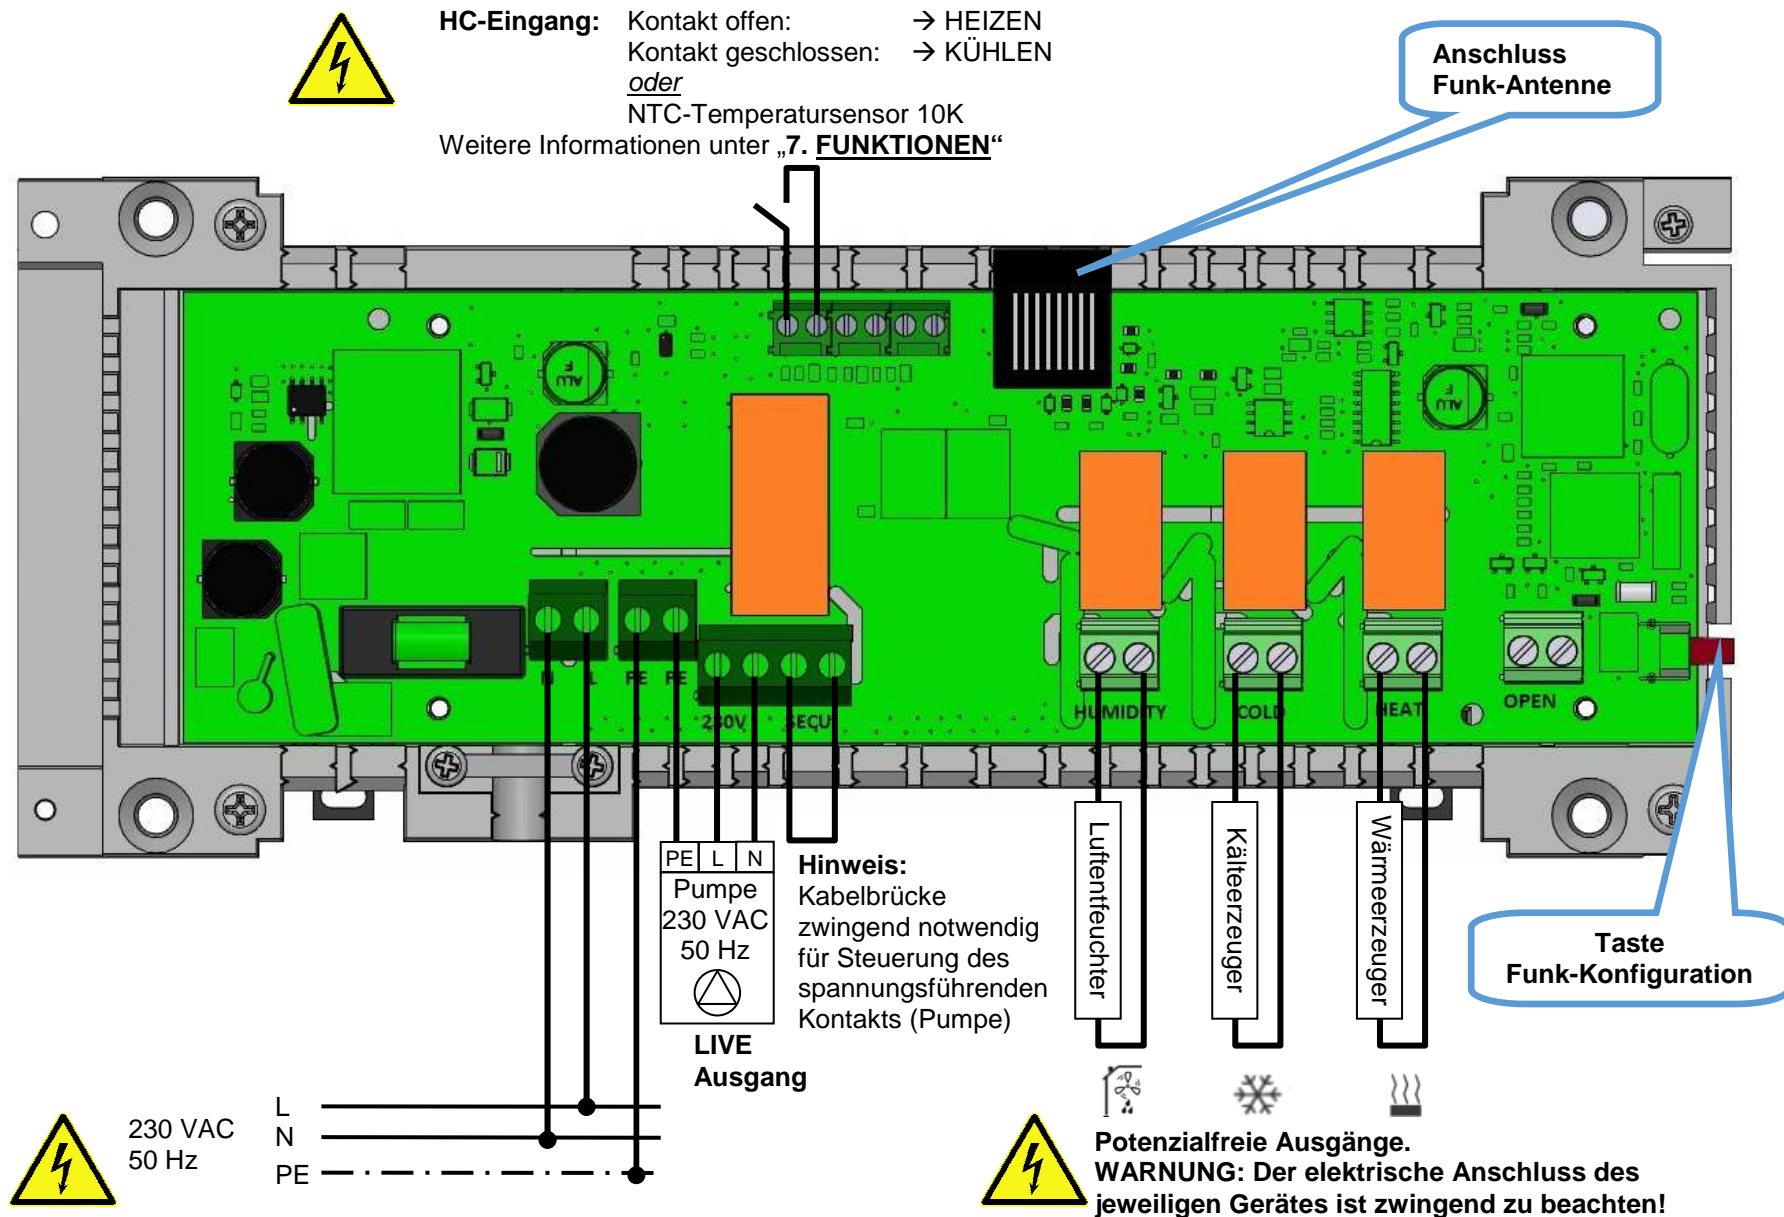 HC-Eingang: Kontakt offen: → HEIZEN
Kontakt geschlossen: → KÜHLEN
oder
NTC-Temperatursensor 10K
Weitere Informationen unter „7. FUNKTIONEN“
Anschluss
Funk-Antenne
ALU
F
ALU
F
N L PE PE
230V SECU
HUMIDITY
COLD
HEAT
OPEN
PE L N
Pumpe
230 VAC
50 Hz
LIVE
Ausgang
Hinweis:
Kabelbrücke
zwingend notwendig
für Steuerung des
spannungsführenden
Kontakts (Pumpe)
Luftentfeuchter
Kälteerzeuger
Wärmeerzeuger
Taste
Funk-Konfiguration
230 VAC
50 Hz
L
N
PE
Potenzialfreie Ausgänge.
WARNUNG: Der elektrische Anschluss des
jeweiligen Gerätes ist zwingend zu beachten!